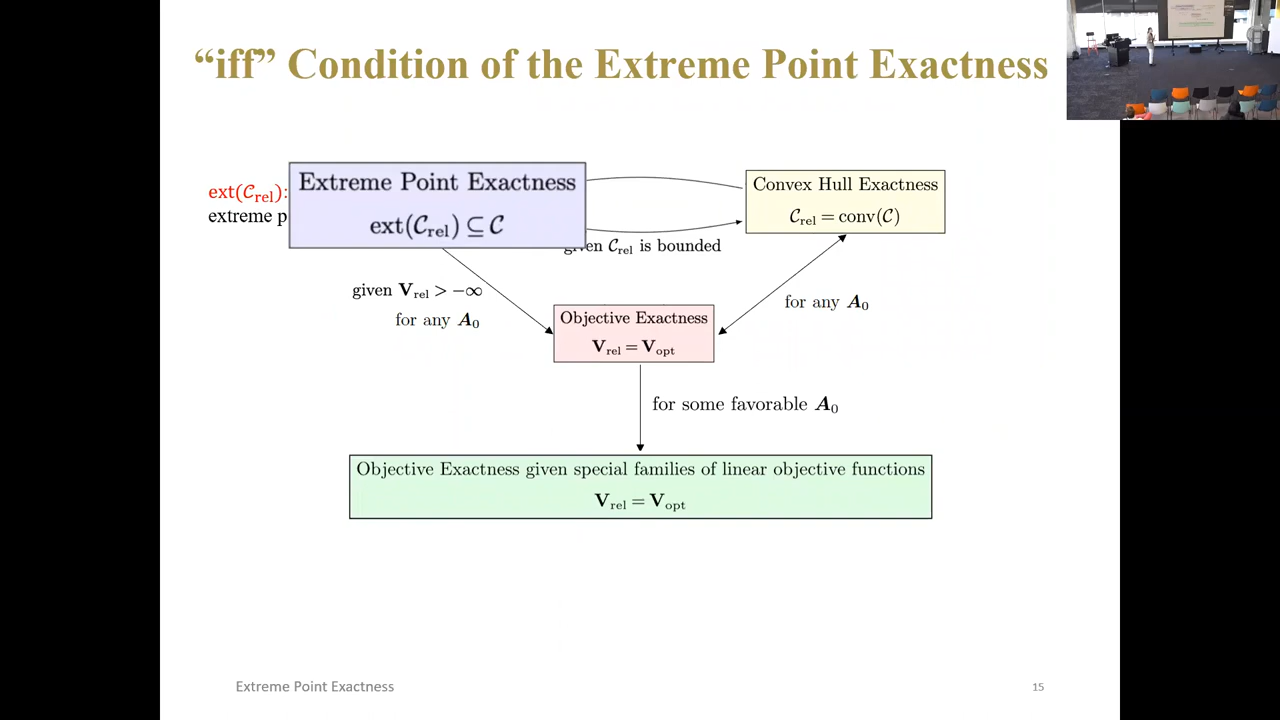 “iff” Condition of the Extreme Point Exactness
ext(𝒞rel):
extreme p
Extreme Point Exactness
ext(𝒞rel) ⊆ 𝒞
Convex Hull Exactness
𝒞rel = conv(𝒞)
given 𝒞rel is bounded
given Vrel > −∞
for any A0
Objective Exactness
Vrel = Vopt
for any A0
for some favorable A0
Objective Exactness given special families of linear objective functions
Vrel = Vopt
Extreme Point Exactness
15